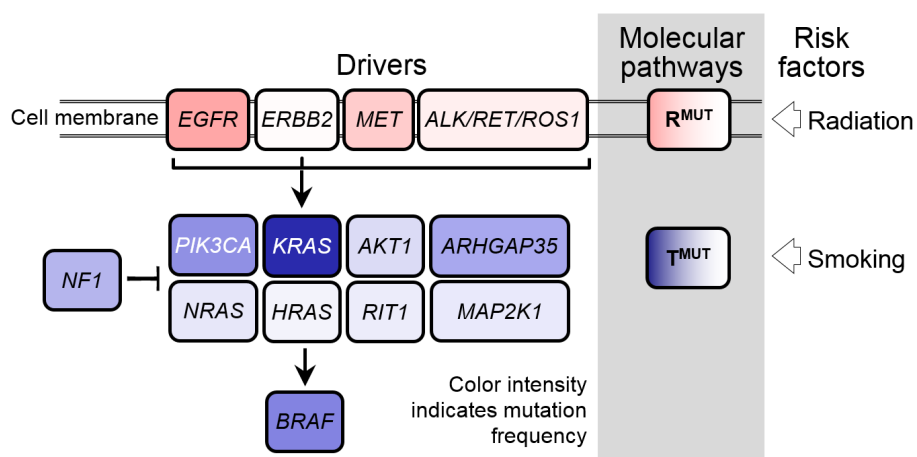 Drivers
Molecular
pathways
Risk
factors
Cell membrane
EGFR
ERBB2
MET
ALK/RET/ROS1
RMUT
Radiation
PIK3CA
KRAS
AKT1
ARHGAP35
TMUT
Smoking
NF1
NRAS
HRAS
RIT1
MAP2K1
BRAF
Color intensity
indicates mutation
frequency